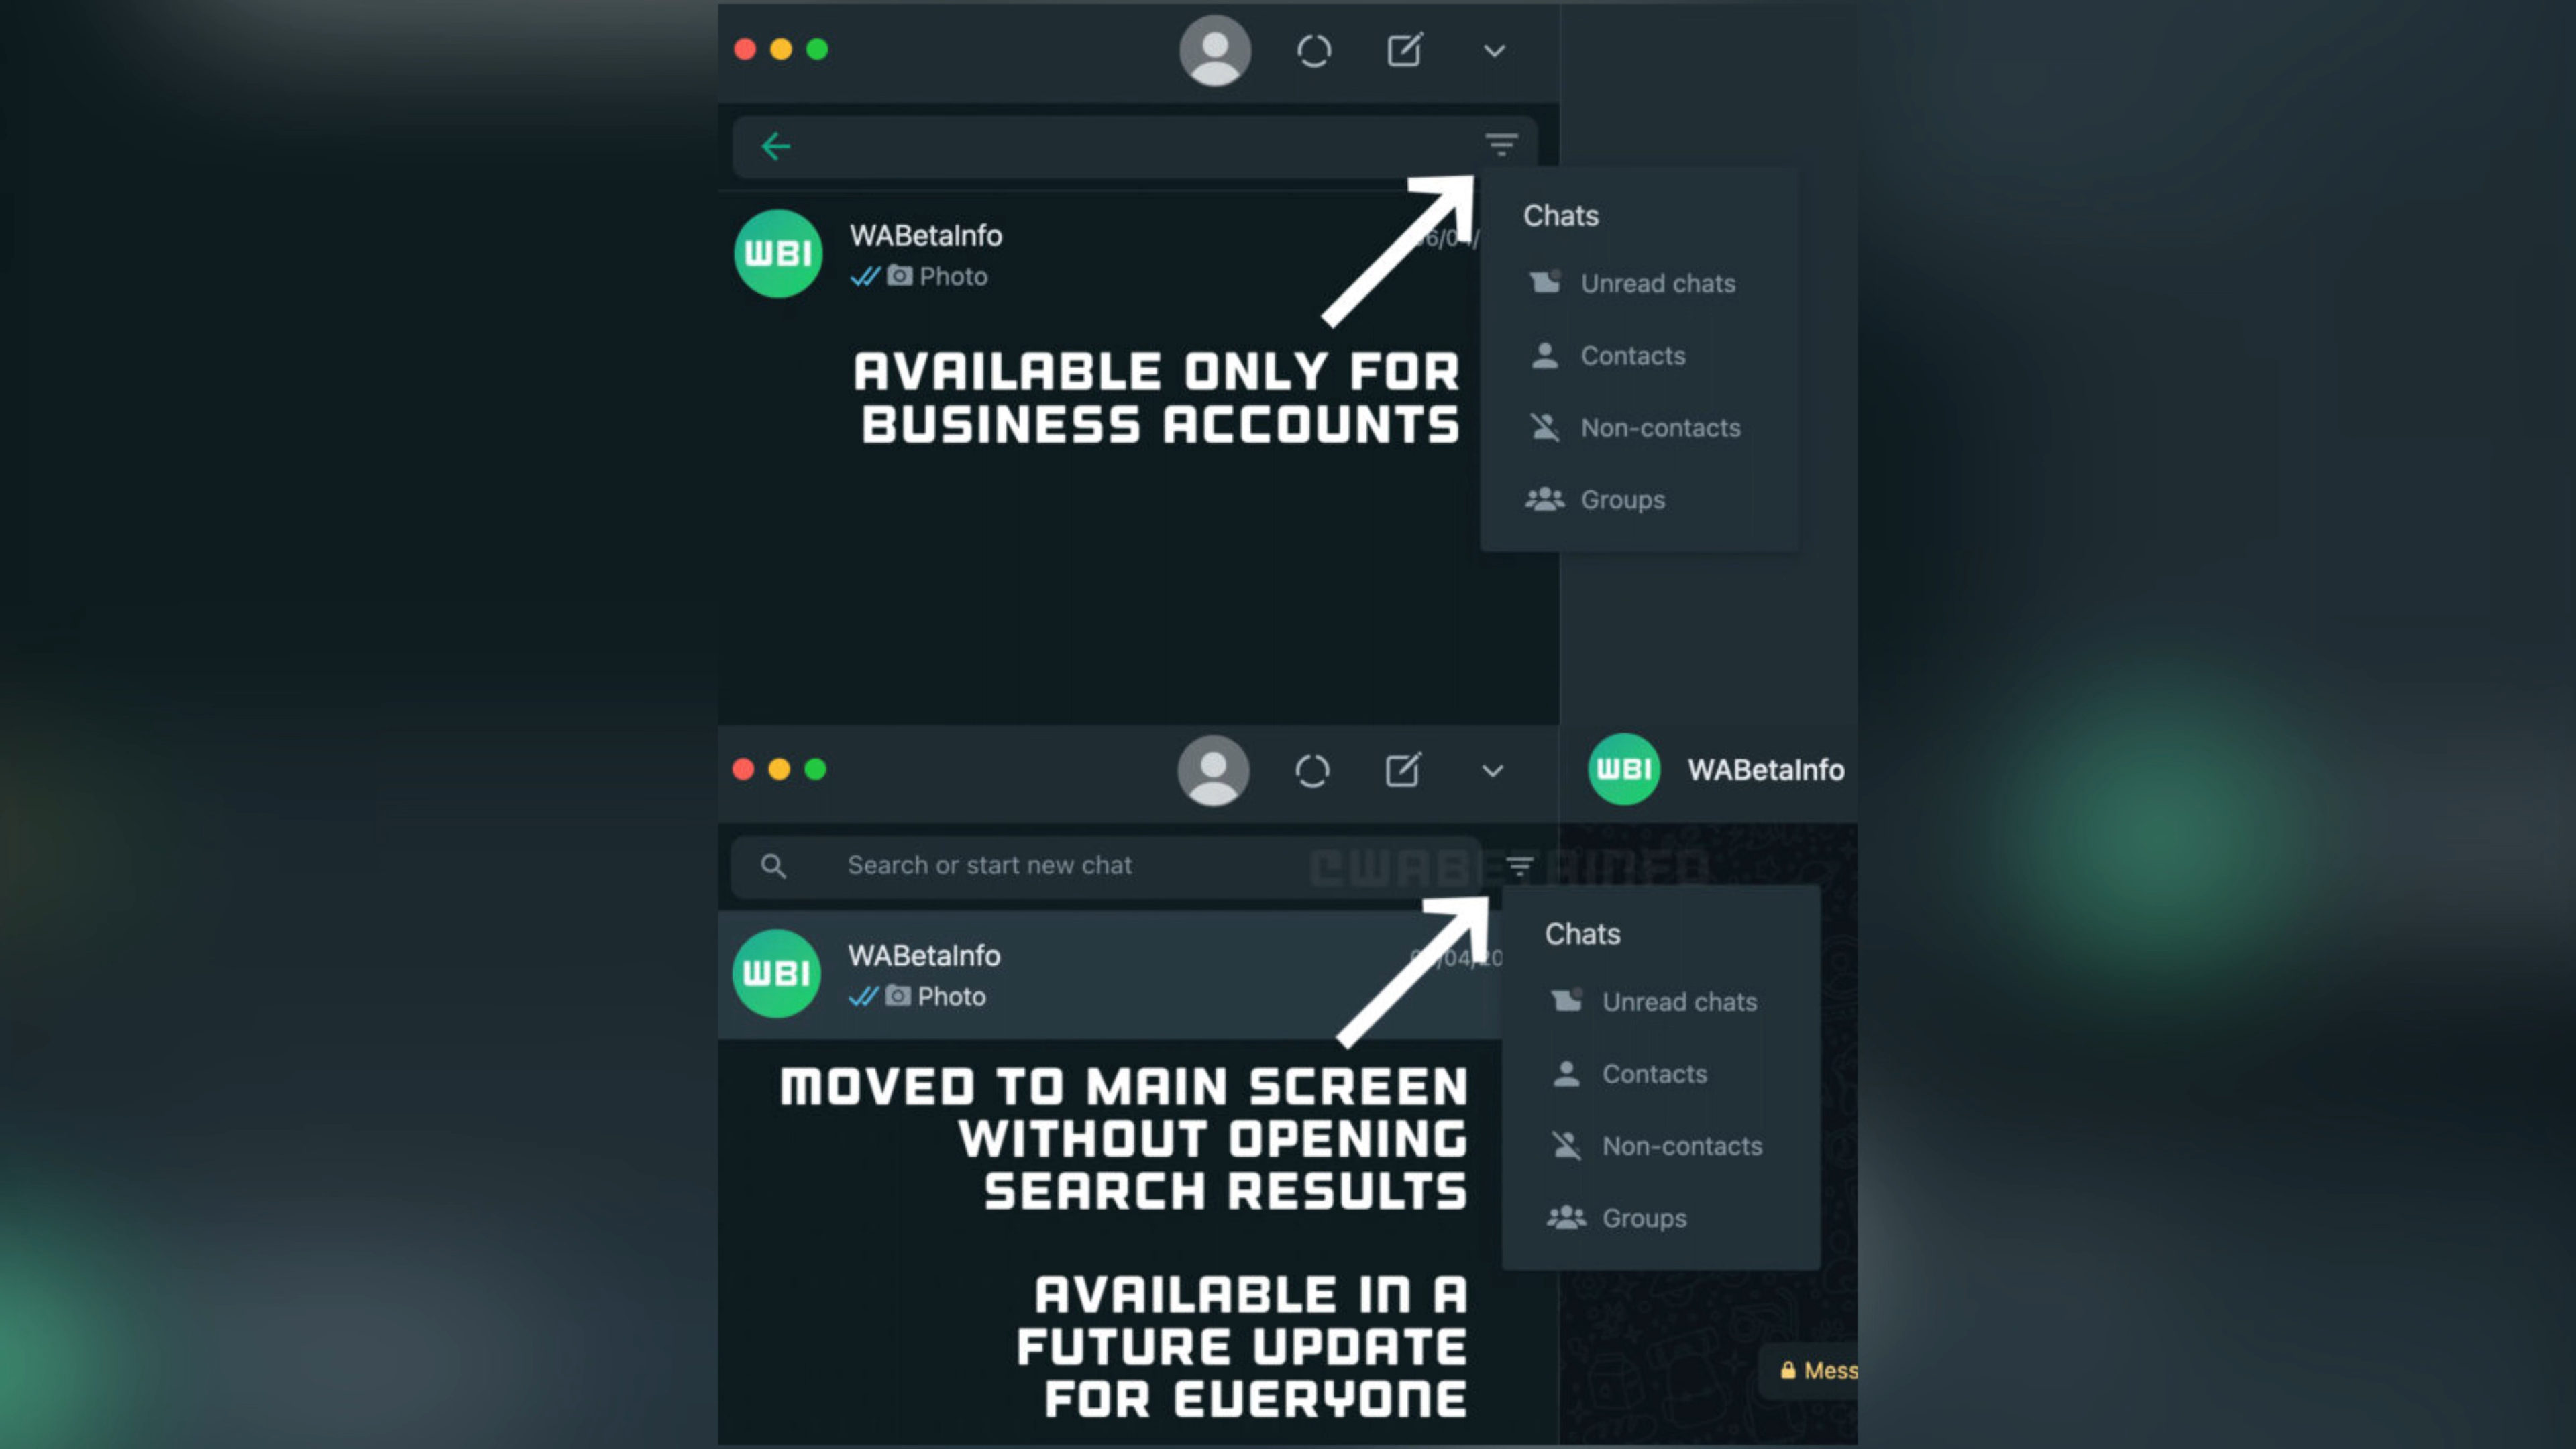 WBI
WABetaInfo
Photo
AVAILABLE ONLY FOR
BUSINESS ACCOUNTS
Chats
Unread chats
Contacts
Non-contacts
Groups
WBI
WABetaInfo
Search or start new chat
@WABETAINFO
WBI
WABetaInfo
Photo
MOVED TO MAIN SCREEN
WITHOUT OPENING
SEARCH RESULTS
AVAILABLE IN A
FUTURE UPDATE
FOR EVERYONE
Chats
Unread chats
Contacts
Non-contacts
Groups
Mess